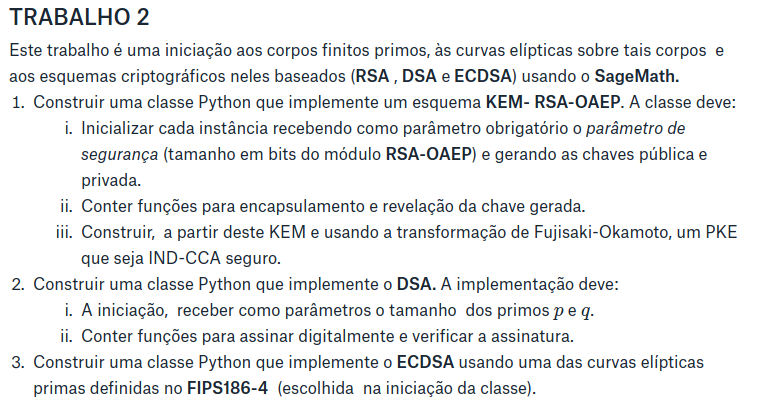 TRABALHO 2
Este trabalho é uma iniciação aos corpos finitos primos, às curvas elípticas sobre tais corpos e
aos esquemas criptográficos neles baseados (RSA , DSA e ECDSA) usando o SageMath.
1. Construir uma classe Python que implemente um esquema KEM- RSA-OAEP. A classe deve:
i. Inicializar cada instância recebendo como parâmetro obrigatório o parâmetro de
segurança (tamanho em bits do módulo RSA-OAEP) e gerando as chaves pública e
privada.
ii. Conter funções para encapsulamento e revelação da chave gerada.
iii. Construir, a partir deste KEM e usando a transformação de Fujisaki-Okamoto, um PKE
que seja IND-CCA seguro.
2. Construir uma classe Python que implemente o DSA. A implementação deve:
i. A iniciação, receber como parâmetros o tamanho dos primos p e q.
ii. Conter funções para assinar digitalmente e verificar a assinatura.
3. Construir uma classe Python que implemente o ECDSA usando uma das curvas elípticas
primas definidas no FIPS186-4 (escolhida na iniciação da classe).